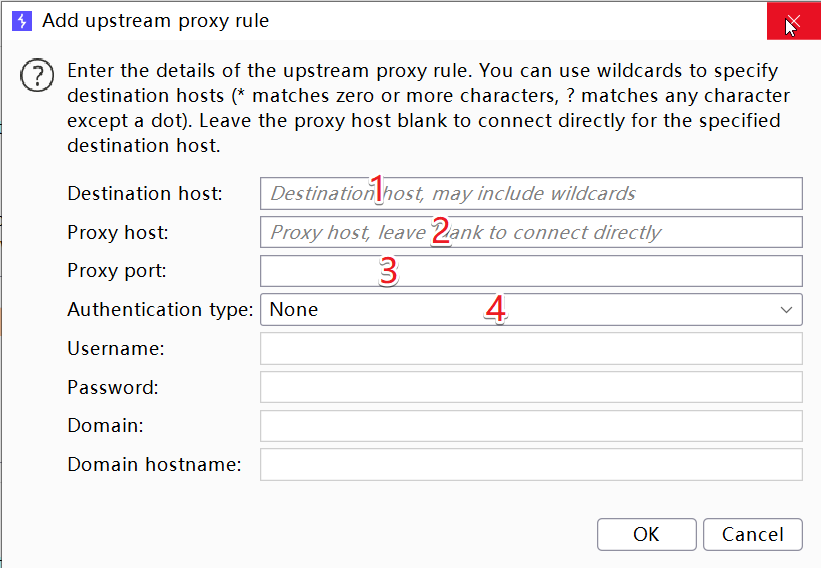 Add upstream proxy rule
Enter the details of the upstream proxy rule. You can use wildcards to specify
destination hosts (* matches zero or more characters, ? matches any character
except a dot). Leave the proxy host blank to connect directly for the specified
destination host.
Destination host: Destination host, may include wildcards 1
Proxy host: Proxy host, leave blank to connect directly 2
Proxy port: 3
Authentication type: None 4
Username:
Password:
Domain:
Domain hostname:
OK Cancel